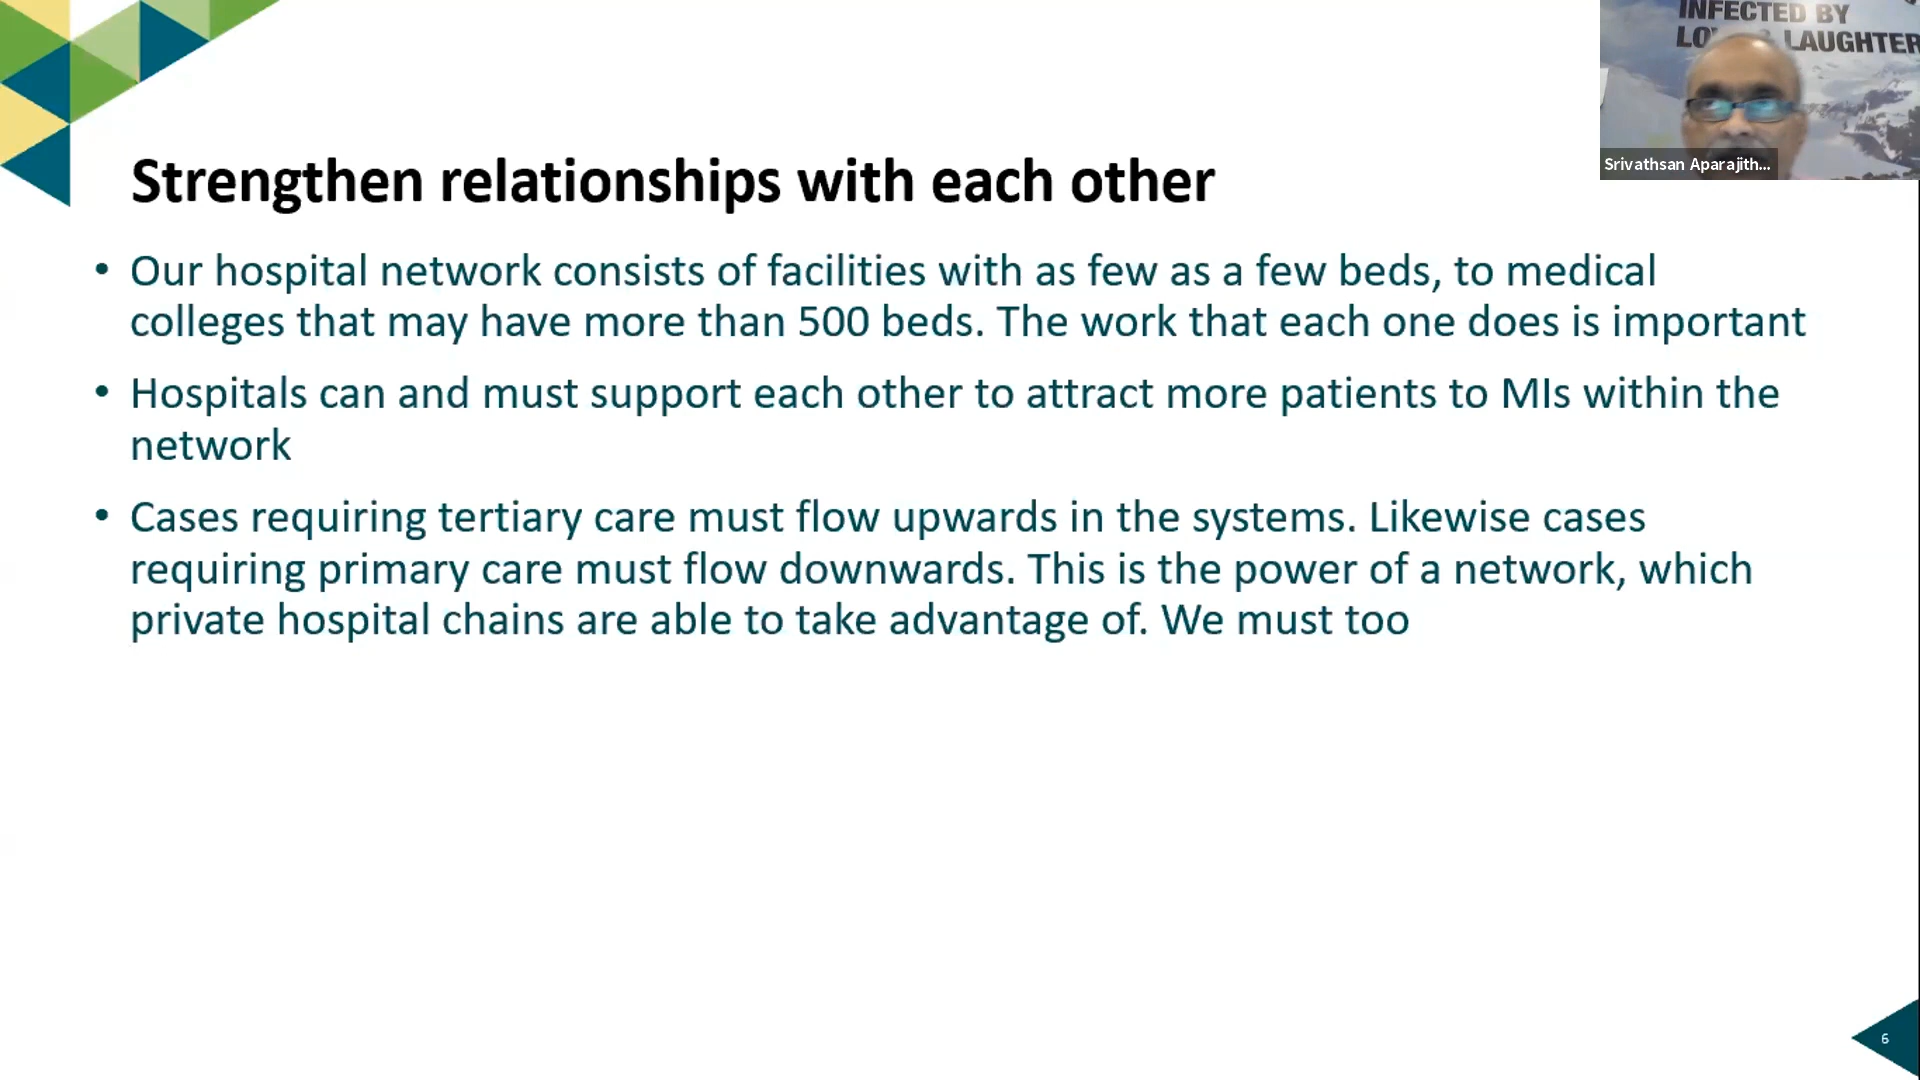 INFECTED BY
LAUGHTER
Srivathsan Aparajith...
Strengthen relationships with each other
• Our hospital network consists of facilities with as few as a few beds, to medical
colleges that may have more than 500 beds. The work that each one does is important
• Hospitals can and must support each other to attract more patients to MIs within the
network
• Cases requiring tertiary care must flow upwards in the systems. Likewise cases
requiring primary care must flow downwards. This is the power of a network, which
private hospital chains are able to take advantage of. We must too
6